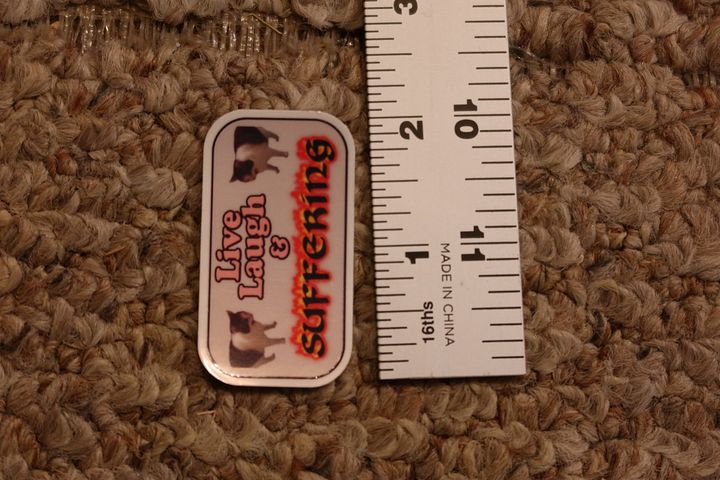 Live
Laugh
&
SUFFERING
3
2
1
16ths
10
11
MADE IN CHINA